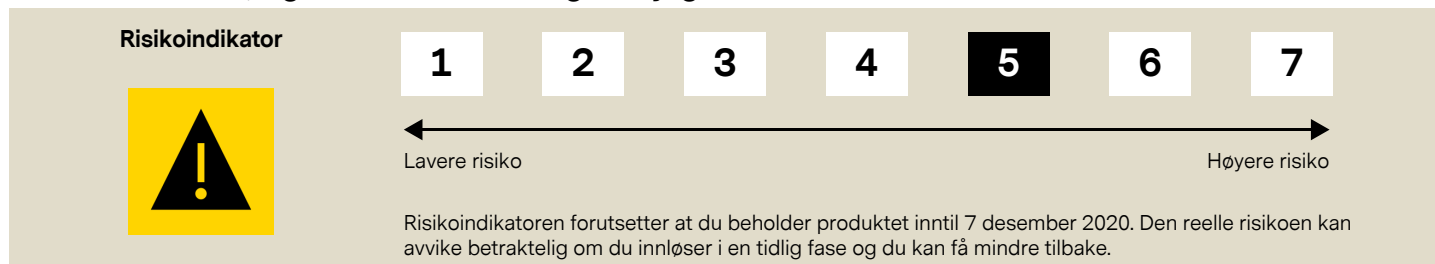 Risikoindikator
1 2 3 4 5 6 7
Lavere risiko Høyere risiko
Risikoindikatoren forutsetter at du beholder produktet inntil 7 desember 2020. Den reelle risikoen kan
avvike betraktelig om du innløser i en tidlig fase og du kan få mindre tilbake.